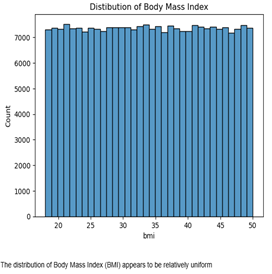 Distibution of Body Mass Index
Count
7000
6000
5000
4000
3000
2000
1000
0
20 25 30 35 40 45 50
bmi
The distribution of Body Mass Index (BMI) appears to be relatively uniform